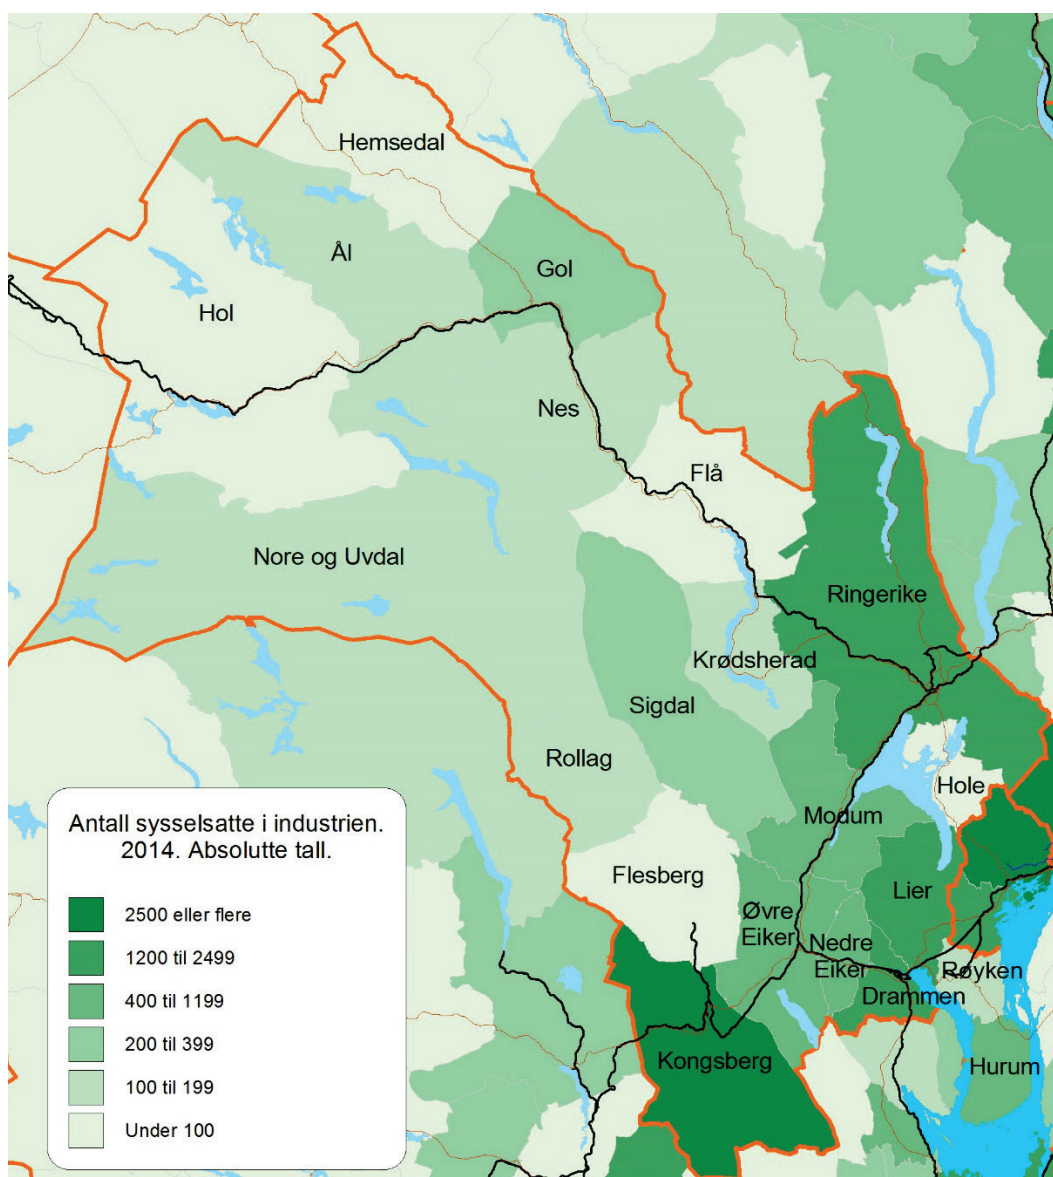 Hemsedal
Ål
Gol
Hol
Nes
Flå
Nore og Uvdal
Ringerike
Krødsherad
Sigdal
Rollag
Hole
Modum
Flesberg
Lier
Øvre
Eiker
Nedre
Eiker
Røyken
Drammen
Kongsberg
Hurum
Antall sysselsatte i industrien.
2014. Absolutte tall.
2500 eller flere
1200 til 2499
400 til 1199
200 til 399
100 til 199
Under 100